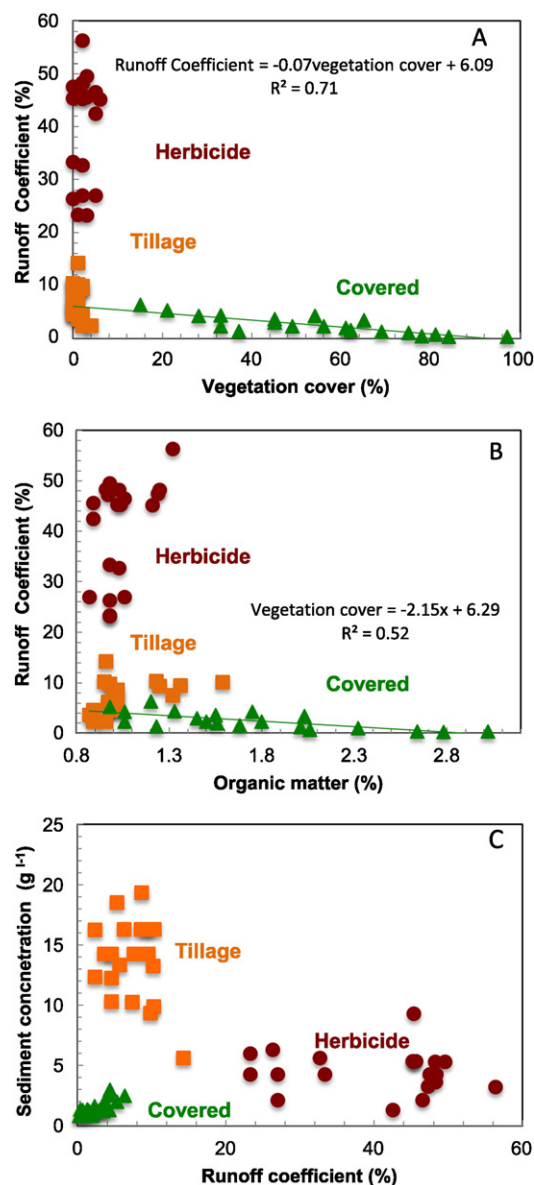 A
Runoff Coefficient = -0.07vegetation cover + 6.09
R² = 0.71
Herbicide
Tillage
Covered
Runoff Coefficient (%)
60
50
40
30
20
10
0
0 20 40 60 80 100
Vegetation cover (%)
B
Herbicide
Vegetation cover = -2.15x + 6.29
R² = 0.52
Tillage
Covered
Runoff Coefficient (%)
60
50
40
30
20
10
0
0.8 1.3 1.8 2.3 2.8
Organic matter (%)
C
Tillage
Herbicide
Covered
Sediment concnetration (g l-1)
25
20
15
10
5
0
0 20 40 60
Runoff coefficient (%)